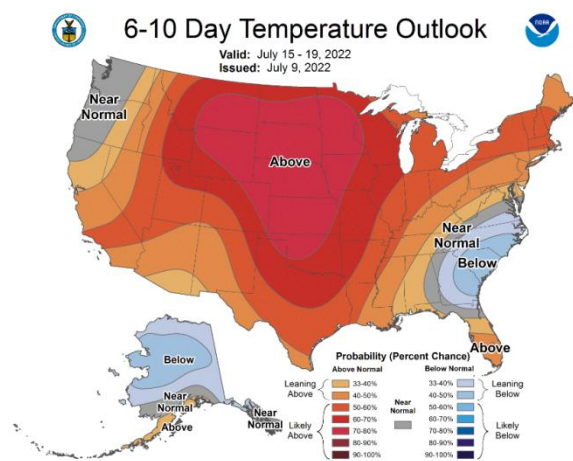 6-10 Day Temperature Outlook
Valid: July 15 - 19, 2022
Issued: July 9, 2022
NOAA
Near
Normal
Above
Near
Normal
Below
Above
Below
Near
Normal
Near
Normal
Above
Probability (Percent Chance)
Above Normal
Below Normal
Leaning
Above
33-40%
40-50%
Likely
Above
50-60%
60-70%
70-80%
80-90%
90-100%
Near
Normal
33-40%
40-50%
Leaning
Below
50-60%
60-70%
70-80%
80-90%
90-100%
Likely
Below